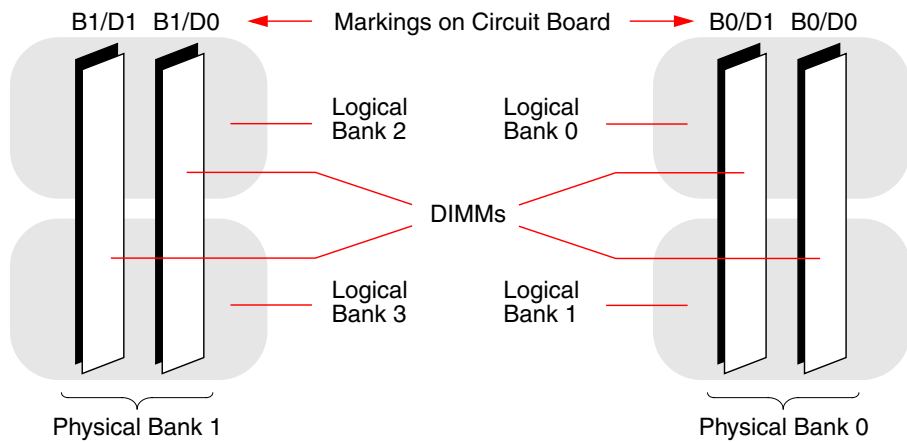 B1/D1 B1/D0 Markings on Circuit Board B0/D1 B0/D0
Logical
Bank 2
Logical
Bank 0
DIMMs
Logical
Bank 3
Logical
Bank 1
Physical Bank 1
Physical Bank 0